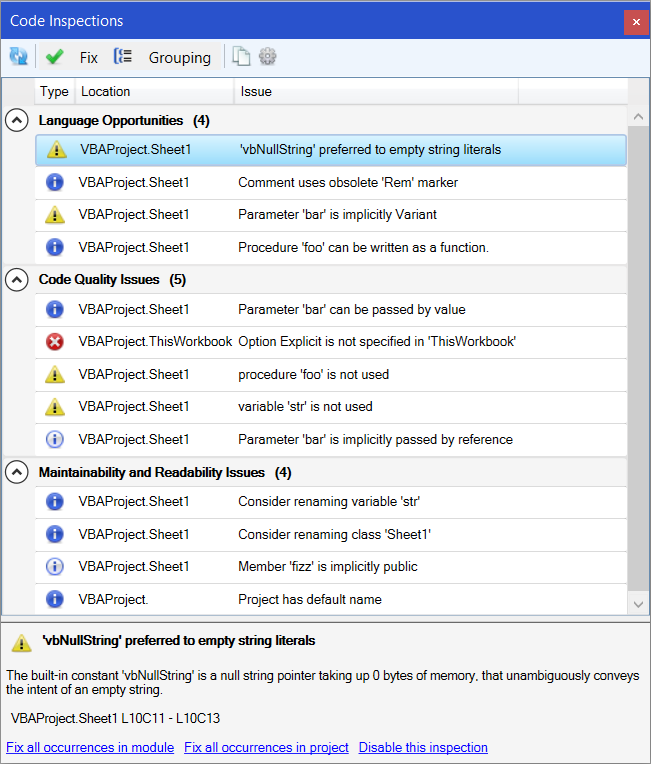 Code Inspections
Fix Grouping
Type Location Issue
Language Opportunities (4)
VBAProject.Sheet1 'vbNullString' preferred to empty string literals
VBAProject.Sheet1 Comment uses obsolete 'Rem' marker
VBAProject.Sheet1 Parameter 'bar' is implicitly Variant
VBAProject.Sheet1 Procedure 'foo' can be written as a function.
Code Quality Issues (5)
VBAProject.Sheet1 Parameter 'bar' can be passed by value
VBAProject.ThisWorkbook Option Explicit is not specified in 'ThisWorkbook'
VBAProject.Sheet1 procedure 'foo' is not used
VBAProject.Sheet1 variable 'str' is not used
VBAProject.Sheet1 Parameter 'bar' is implicitly passed by reference
Maintainability and Readability Issues (4)
VBAProject.Sheet1 Consider renaming variable 'str'
VBAProject.Sheet1 Consider renaming class 'Sheet1'
VBAProject.Sheet1 Member 'fizz' is implicitly public
VBAProject. Project has default name
'vbNullString' preferred to empty string literals
The built-in constant 'vbNullString' is a null string pointer taking up 0 bytes of memory, that unambiguously conveys
the intent of an empty string.
VBAProject.Sheet1 L10C11 - L10C13
Fix all occurrences in module Fix all occurrences in project Disable this inspection